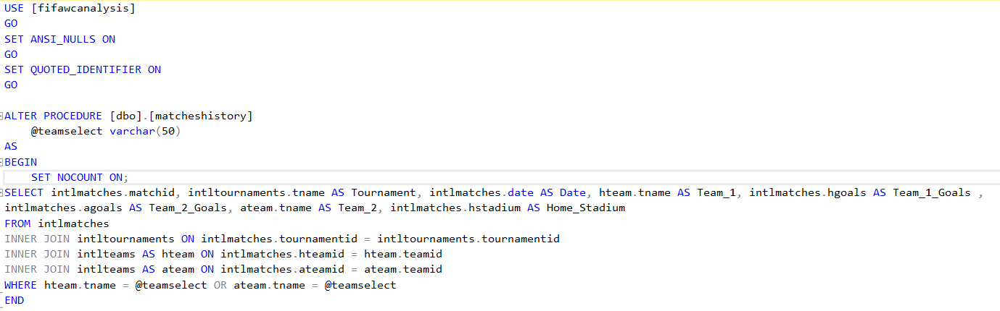 USE [fifawcanalysis]
GO
SET ANSI_NULLS ON
GO
SET QUOTED_IDENTIFIER ON
GO
ALTER PROCEDURE [dbo].[matcheshistory]
    @teamselect varchar(50)
AS
BEGIN
    SET NOCOUNT ON;
SELECT intlmatches.matchid, intltournaments.tname AS Tournament, intlmatches.date AS Date, hteam.tname AS Team_1, intlmatches.hgoals AS Team_1_Goals ,
intlmatches.agoals AS Team_2_Goals, ateam.tname AS Team_2, intlmatches.hstadium AS Home_Stadium
FROM intlmatches
INNER JOIN intltournaments ON intlmatches.tournamentid = intltournaments.tournamentid
INNER JOIN intlteams AS hteam ON intlmatches.hteamid = hteam.teamid
INNER JOIN intlteams AS ateam ON intlmatches.ateamid = ateam.teamid
WHERE hteam.tname = @teamselect OR ateam.tname = @teamselect
END